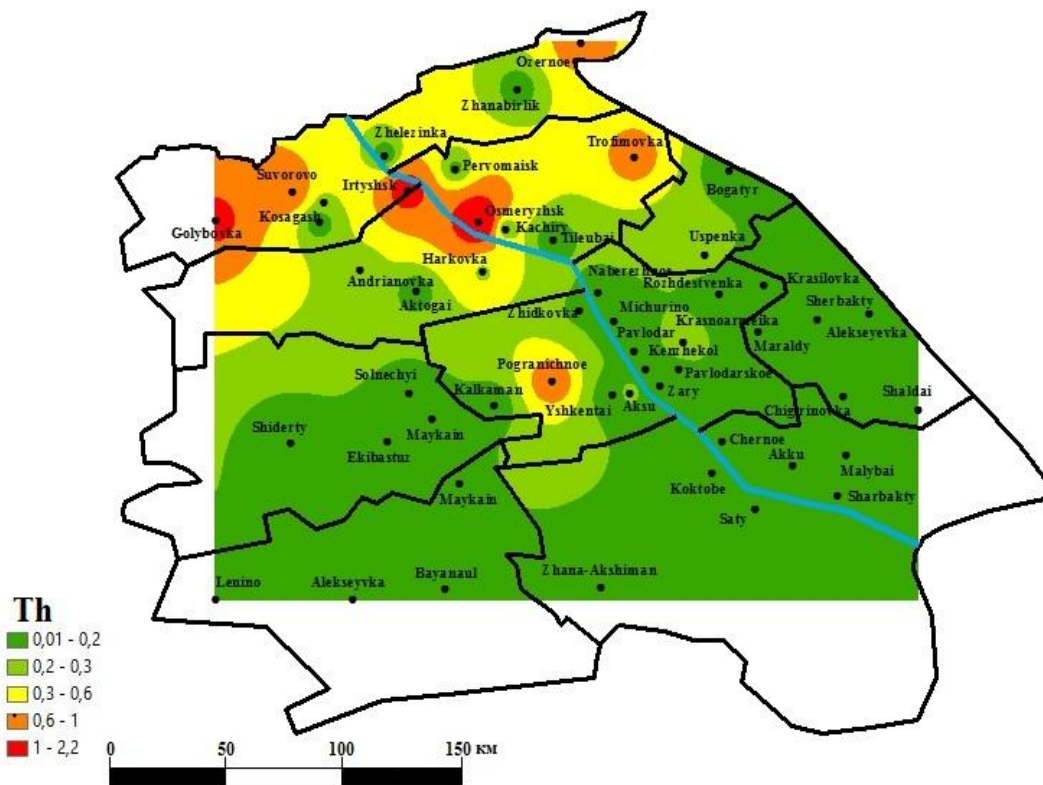 Ozernoe
Zhanabirlik
Zhelezinka
Trofimovka
Pervomaisk
Bogatyr
Suvorovo
Irtyshsk
Kosagash
Osmeryzhsk
Golybovka
Kachiry
Tileubai
Uspenka
Harkovka
Andrianovka
Naberezhnoe
Rozhdestvenka
Krasilovka
Aktogai
Zhidkovka
Michurino
Sherbakty
Krasnoarmeika
Alekseyevka
Pavlodar
Maraldy
Kenzhekol
Pogranichnoe
Pavlodarskoe
Solnechyi
Kalkaman
Zary
Shaldai
Yshkentai
Aksu
Chigirinovka
Shiderty
Maykain
Chernoe
Ekibastuz
Akku
Malybai
Maykain
Koktobe
Sharbakty
Saty
Lenino
Alekseyvka
Bayanaul
Zhana-Akshiman
Th
0,01 - 0,2
0,2 - 0,3
0,3 - 0,6
0,6 - 1
1 - 2,2
0 50 100 150 км